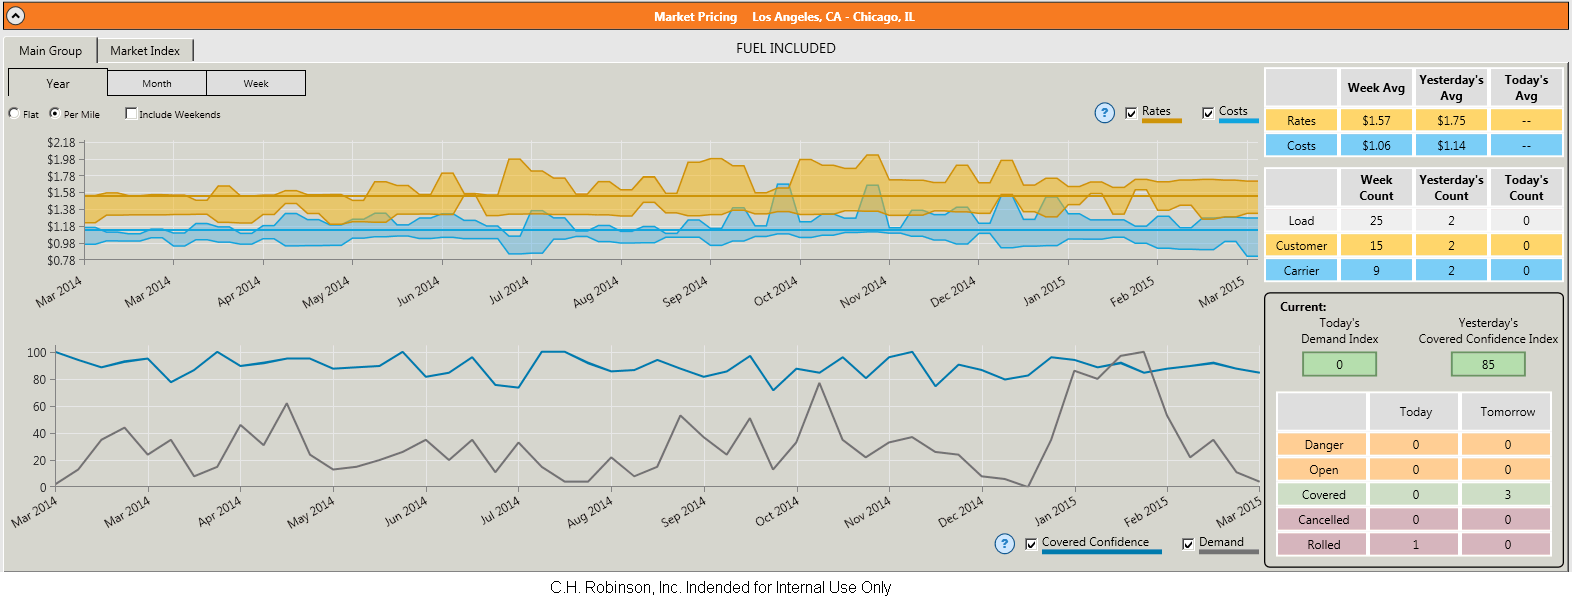 Market Pricing Los Angeles, CA - Chicago, IL
Main Group Market Index
FUEL INCLUDED
Year Month Week
Flat Per Mile Include Weekends
? Rates Costs
$2.18
$1.98
$1.78
$1.58
$1.38
$1.18
$0.98
$0.78
Mar 2014 Mar 2014 Apr 2014 May 2014 Jun 2014 Jul 2014 Aug 2014 Sep 2014 Oct 2014 Nov 2014 Dec 2014 Jan 2015 Feb 2015 Mar 2015
100
80
60
40
20
0
Mar 2014 Mar 2014 Apr 2014 May 2014 Jun 2014 Jul 2014 Aug 2014 Sep 2014 Oct 2014 Nov 2014 Dec 2014 Jan 2015 Feb 2015 Mar 2015
? Covered Confidence Demand
Week Avg Yesterday's Avg Today's Avg
Rates $1.57 $1.75 --
Costs $1.06 $1.14 --
Week Count Yesterday's Count Today's Count
Load 25 2 0
Customer 15 2 0
Carrier 9 2 0
Current:
Today's Yesterday's
Demand Index Covered Confidence Index
0 85
Today Tomorrow
Danger 0 0
Open 0 0
Covered 0 3
Cancelled 0 0
Rolled 1 0
C.H. Robinson, Inc. Indended for Internal Use Only